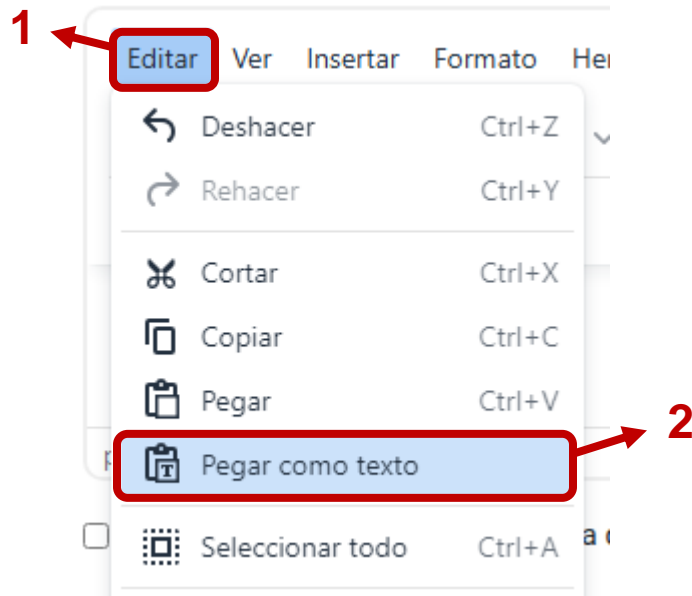 1
Editar Ver Insertar Formato
Deshacer Ctrl+Z
Rehacer Ctrl+Y
Cortar Ctrl+X
Copiar Ctrl+C
Pegar Ctrl+V
2
Pegar como texto
Seleccionar todo Ctrl+A